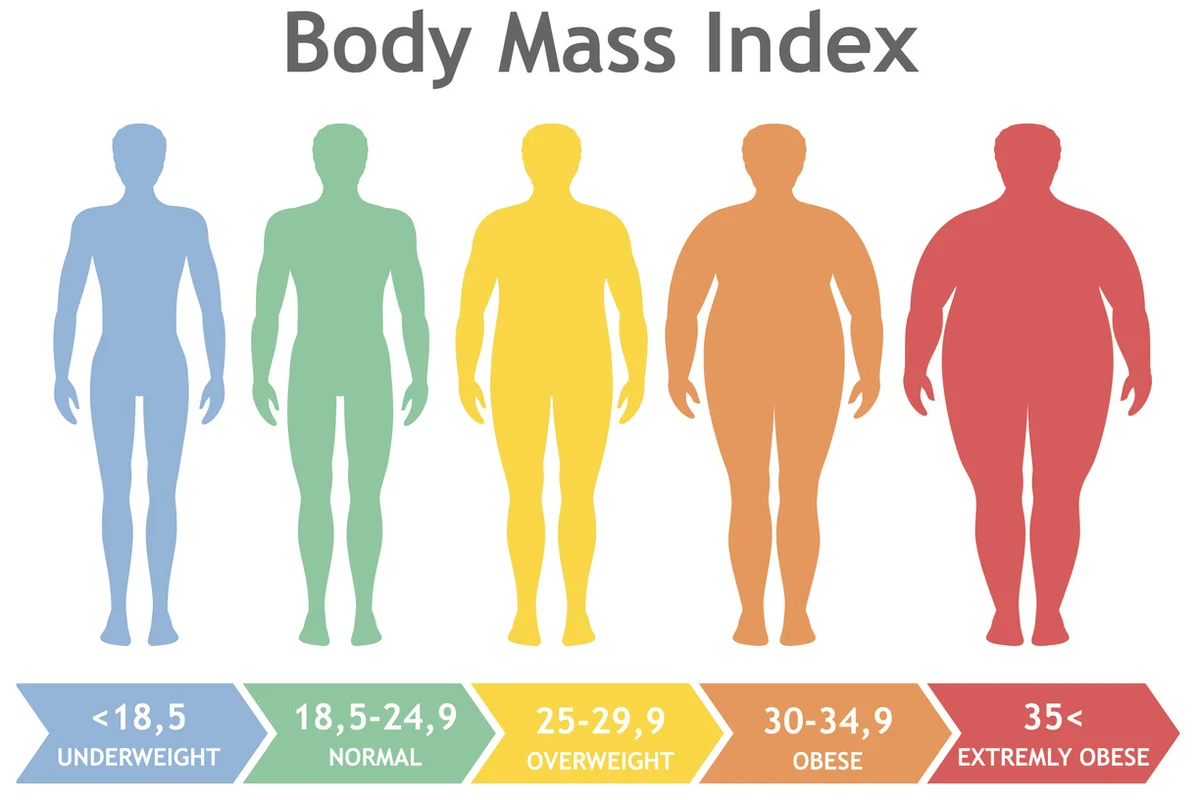 Body Mass Index
<18,5
UNDERWEIGHT
18,5-24,9
NORMAL
25-29,9
OVERWEIGHT
30-34,9
OBESE
35<
EXTREMLY OBESE